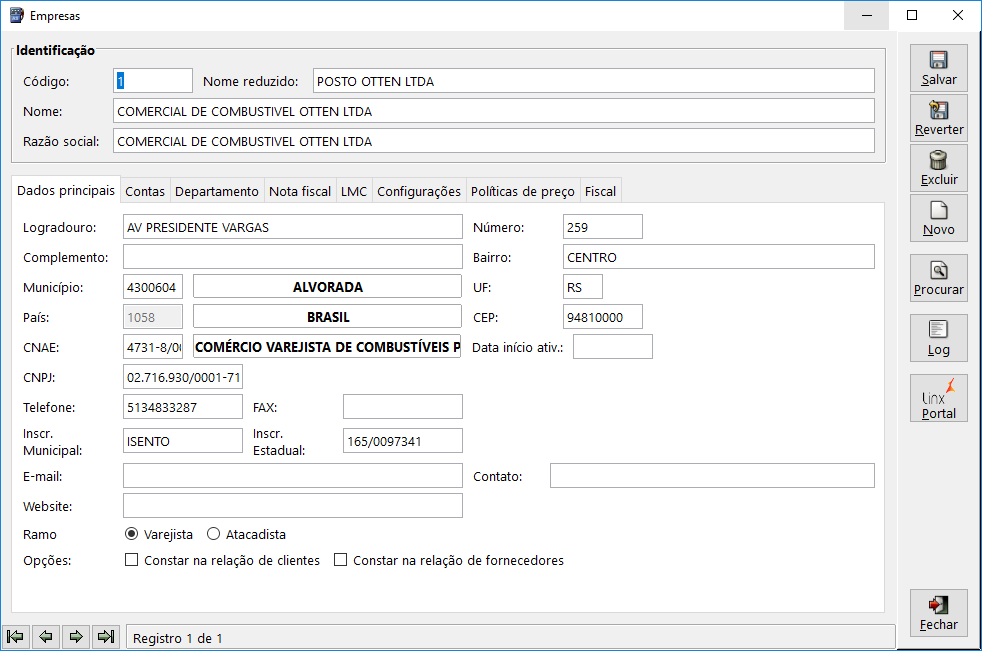 Empresas
Identificação
Código: 1 Nome reduzido: POSTO OTTEN LTDA
Nome: COMERCIAL DE COMBUSTIVEL OTTEN LTDA
Razão social: COMERCIAL DE COMBUSTIVEL OTTEN LTDA
Dados principais Contas Departamento Nota fiscal LMC Configurações Políticas de preço Fiscal
Logradouro: AV PRESIDENTE VARGAS Número: 259
Complemento: Bairro: CENTRO
Município: 4300604 ALVORADA UF: RS
País: 1058 BRASIL CEP: 94810000
CNAE: 4731-8/0 COMÉRCIO VAREJISTA DE COMBUSTÍVEIS P Data início ativ.:
CNPJ: 02.716.930/0001-71
Telefone: 5134833287 FAX:
Inscr. Municipal: ISENTO Inscr. Estadual: 165/0097341
E-mail: Contato:
Website:
Ramo Varejista Atacadista
Opções: Constar na relação de clientes Constar na relação de fornecedores
Registro 1 de 1
Salvar
Reverter
Excluir
Novo
Procurar
Log
linx
Portal
Fechar